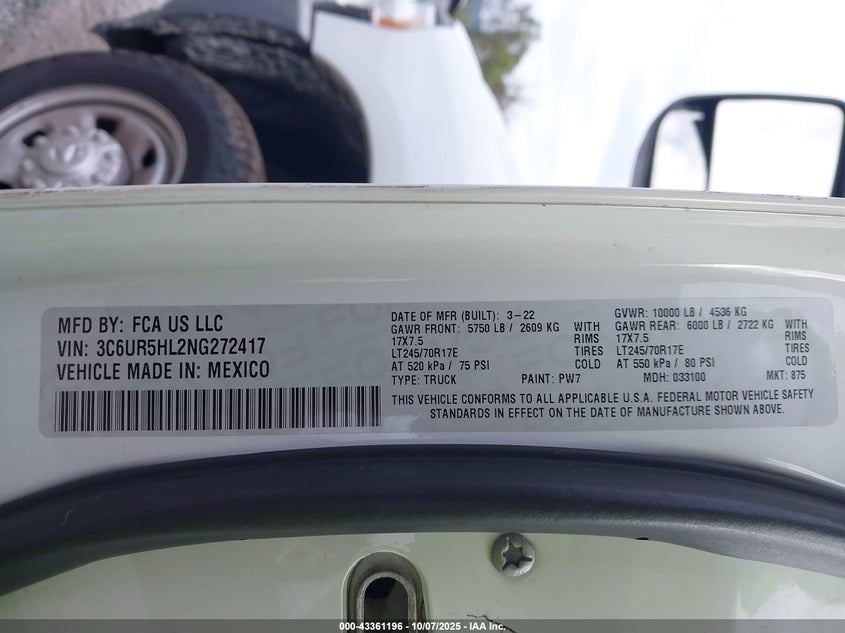 MFD BY: FCA US LLC
VIN: 3C6UR5HL2NG272417
VEHICLE MADE IN: MEXICO
DATE OF MFR (BUILT): 3-22
GAWR FRONT: 5750 LB / 2609 KG WITH
17X7.5 RIMS
LT245/70R17E TIRES
AT 520 kPa / 75 PSI COLD
TYPE: TRUCK PAINT: PW7
GVWR: 10000 LB / 4536 KG
GAWR REAR: 6000 LB / 2722 KG WITH
17X7.5 RIMS
LT245/70R17E TIRES
AT 550 kPa / 80 PSI COLD
MDH: 033100 MKT: 875
THIS VEHICLE CONFORMS TO ALL APPLICABLE U.S.A. FEDERAL MOTOR VEHICLE SAFETY
STANDARDS IN EFFECT ON THE DATE OF MANUFACTURE SHOWN ABOVE.
000-43361196 - 10/07/2025 - IAA Inc.